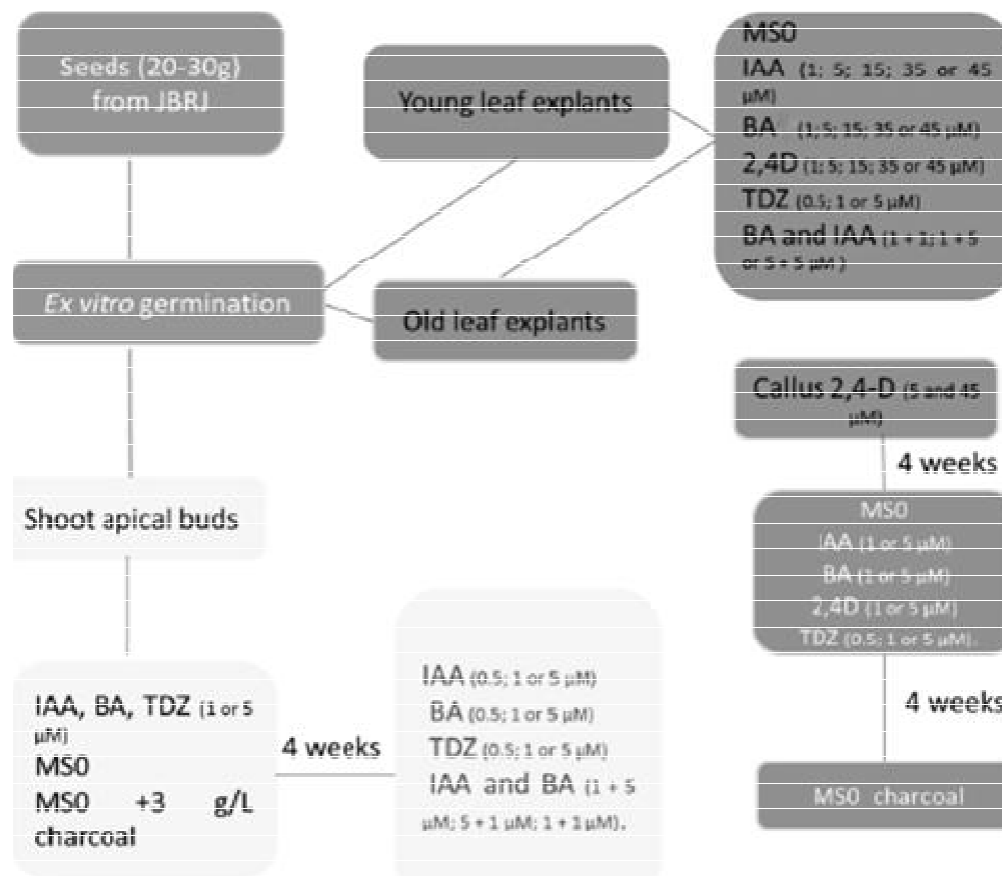 Seeds (20-30g)
from JBRJ
Young leaf explants
MS0
IAA (1; 5; 15; 35 or 45
μM)
BA (1; 5; 15; 35 or 45 μM)
2,4D (1; 5; 15; 35 or 45 μM)
TDZ (0.5; 1 or 5 μM)
BA and IAA (1 + 1; 1 + 5
or 5 + 5 μM )
Ex vitro germination
Old leaf explants
Callus 2,4-D (5 and 45
μM)
4 weeks
MS0
IAA (1 or 5 μM)
BA (1 or 5 μM)
2,4D (1 or 5 μM)
TDZ (0.5; 1 or 5 μM).
4 weeks
MS0 charcoal
Shoot apical buds
IAA, BA, TDZ (1 or 5
μM)
MS0
MS0 +3 g/L
charcoal
4 weeks
IAA (0.5; 1 or 5 μM)
BA (0.5; 1 or 5 μM)
TDZ (0.5; 1 or 5 μM)
IAA and BA (1 + 5
μM; 5 + 1 μM; 1 + 1 μM).